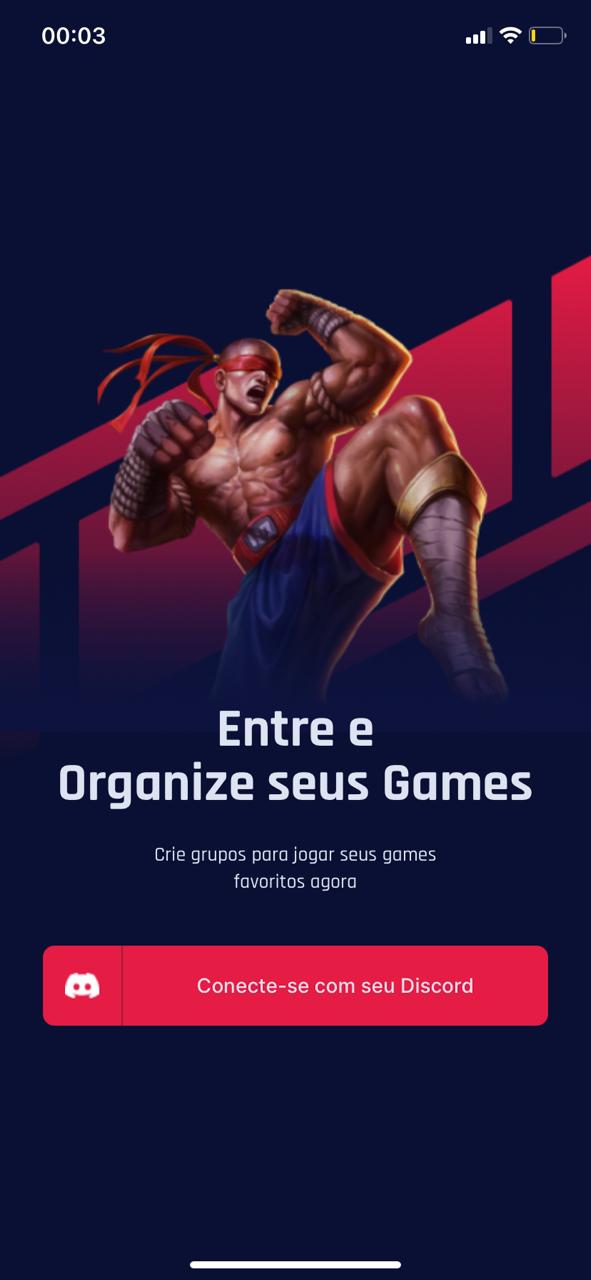 00:03
Entre e
Organize seus Games
Crie grupos para jogar seus games
favoritos agora
Conecte-se com seu Discord